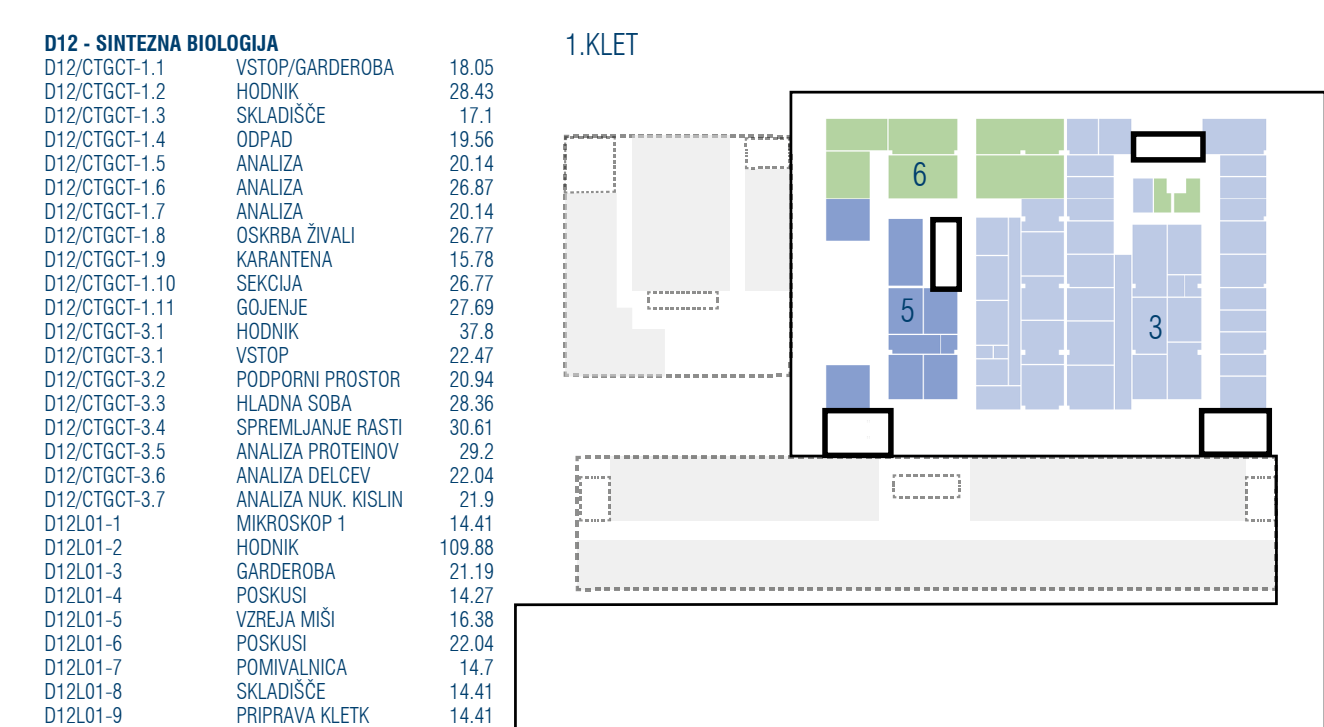 D12 - SINTEZNA BIOLOGIJA
D12/CTGCT-1.1 VSTOP/GARDEROBA 18.05
D12/CTGCT-1.2 HODNIK 28.43
D12/CTGCT-1.3 SKLADIŠČE 17.1
D12/CTGCT-1.4 ODPAD 19.56
D12/CTGCT-1.5 ANALIZA 20.14
D12/CTGCT-1.6 ANALIZA 26.87
D12/CTGCT-1.7 ANALIZA 20.14
D12/CTGCT-1.8 OSKRBA ŽIVALI 26.77
D12/CTGCT-1.9 KARANTENA 15.78
D12/CTGCT-1.10 SEKCIJA 26.77
D12/CTGCT-1.11 GOJENJE 27.69
D12/CTGCT-3.1 HODNIK 37.8
D12/CTGCT-3.1 VSTOP 22.47
D12/CTGCT-3.2 PODPORNI PROSTOR 20.94
D12/CTGCT-3.3 HLADNA SOBA 28.36
D12/CTGCT-3.4 SPREMLJANJE RASTI 30.61
D12/CTGCT-3.5 ANALIZA PROTEINOV 29.2
D12/CTGCT-3.6 ANALIZA DELCEV 22.04
D12/CTGCT-3.7 ANALIZA NUK. KISLIN 21.9
D12L01-1 MIKROSKOP 1 14.41
D12L01-2 HODNIK 109.88
D12L01-3 GARDEROBA 21.19
D12L01-4 POSKUSI 14.27
D12L01-5 VZREJA MIŠI 16.38
D12L01-6 POSKUSI 22.04
D12L01-7 POMIVALNICA 14.7
D12L01-8 SKLADIŠČE 14.41
D12L01-9 PRIPRAVA KLETK 14.41
1.KLET
6
5
3